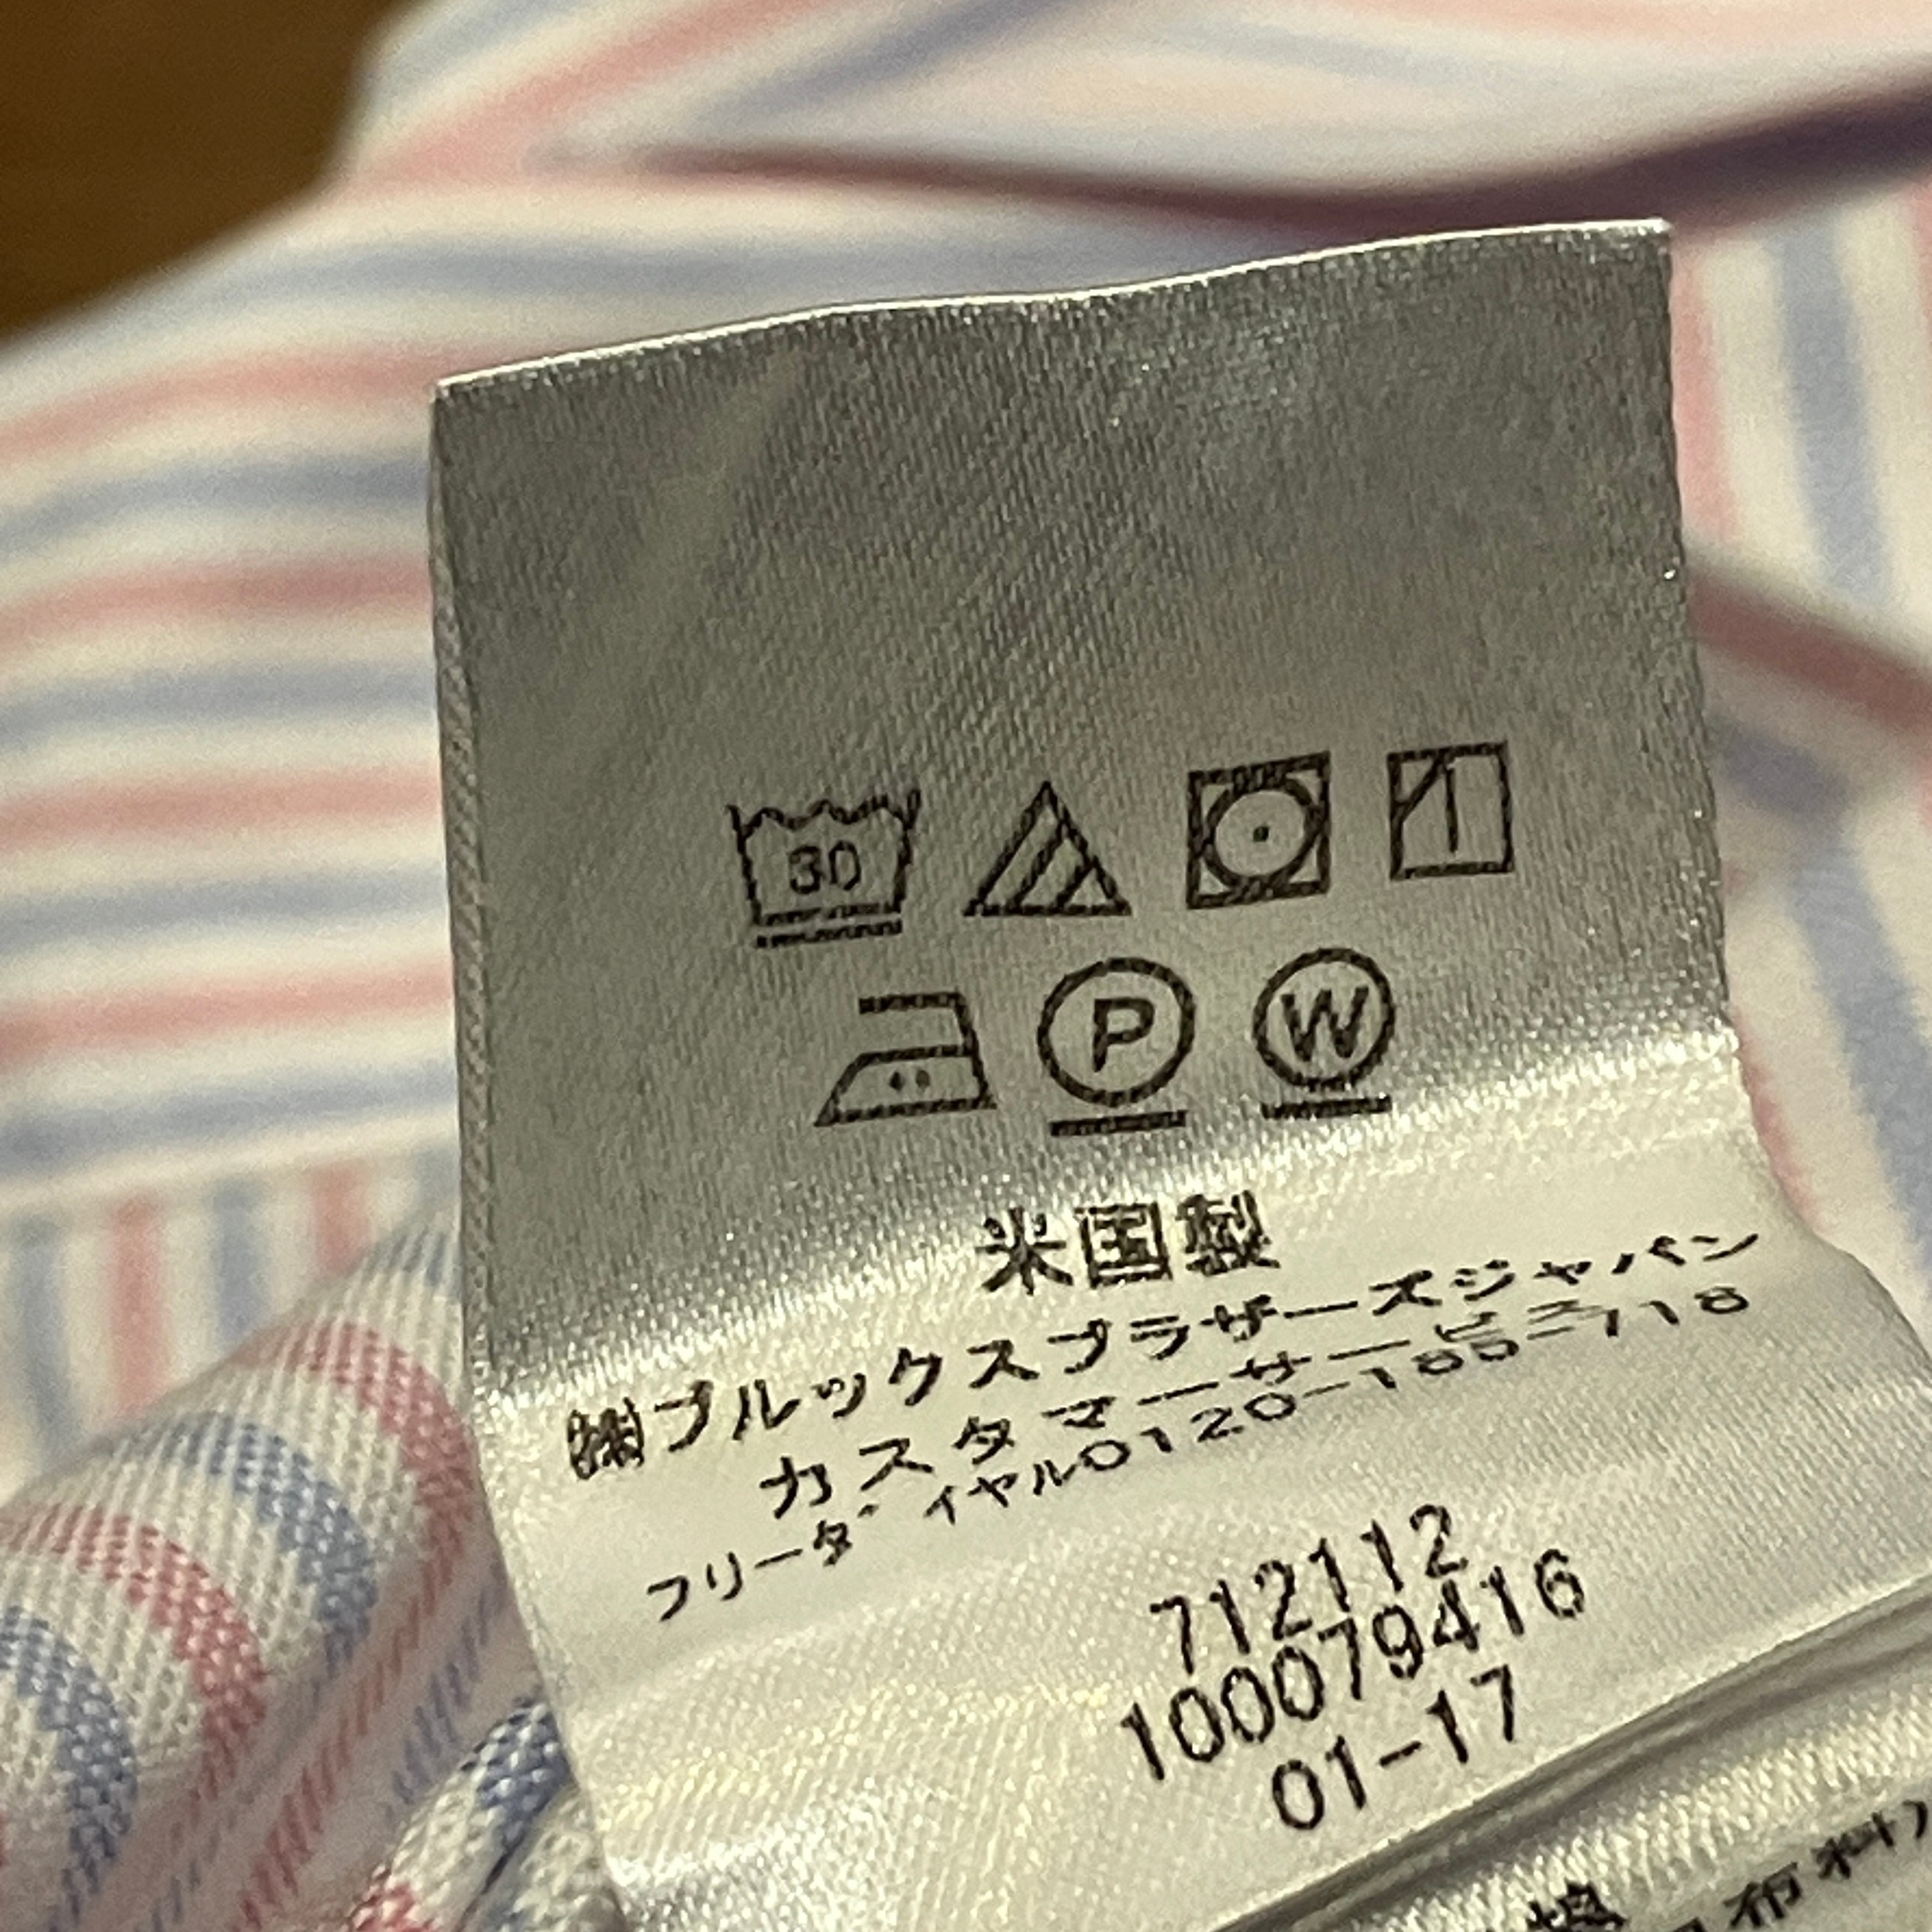 30
P W
米国製
㈱ブルックスブラザーズジャパン
カスタマーサービス
フリーダイヤル0120-185-718
712112
100079416
01-17
布料)